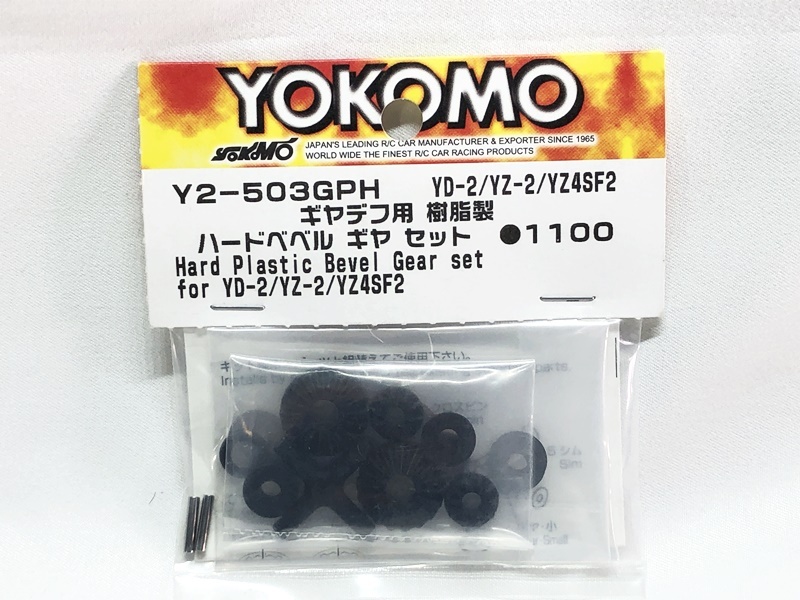 YOKOMO
YOKOMO
JAPAN'S LEADING R/C CAR MANUFACTURER & EXPORTER SINCE 1965
WORLD WIDE THE FINEST R/C CAR RACING PRODUCTS
Y2-503GPH YD-2/YZ-2/YZ4SF2
ギヤデフ用 樹脂製
ハードベベル ギヤ セット ●1100
Hard Plastic Bevel Gear set
for YD-2/YZ-2/YZ4SF2
Installs by